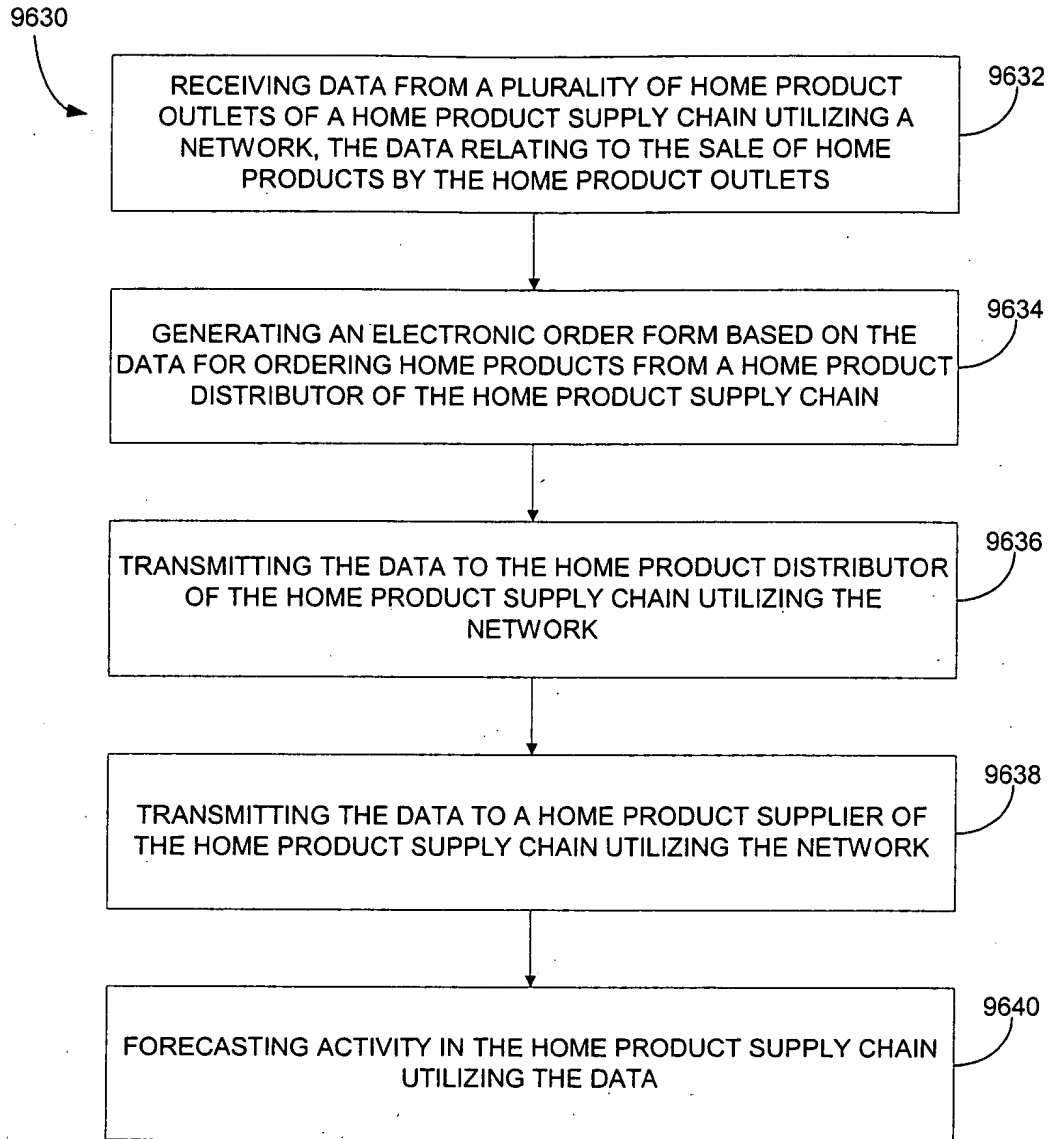 9630
RECEIVING DATA FROM A PLURALITY OF HOME PRODUCT
OUTLETS OF A HOME PRODUCT SUPPLY CHAIN UTILIZING A
NETWORK, THE DATA RELATING TO THE SALE OF HOME
PRODUCTS BY THE HOME PRODUCT OUTLETS
9632
GENERATING AN ELECTRONIC ORDER FORM BASED ON THE
DATA FOR ORDERING HOME PRODUCTS FROM A HOME PRODUCT
DISTRIBUTOR OF THE HOME PRODUCT SUPPLY CHAIN
9634
TRANSMITTING THE DATA TO THE HOME PRODUCT DISTRIBUTOR
OF THE HOME PRODUCT SUPPLY CHAIN UTILIZING THE
NETWORK
9636
TRANSMITTING THE DATA TO A HOME PRODUCT SUPPLIER OF
THE HOME PRODUCT SUPPLY CHAIN UTILIZING THE NETWORK
9638
FORECASTING ACTIVITY IN THE HOME PRODUCT SUPPLY CHAIN
UTILIZING THE DATA
9640